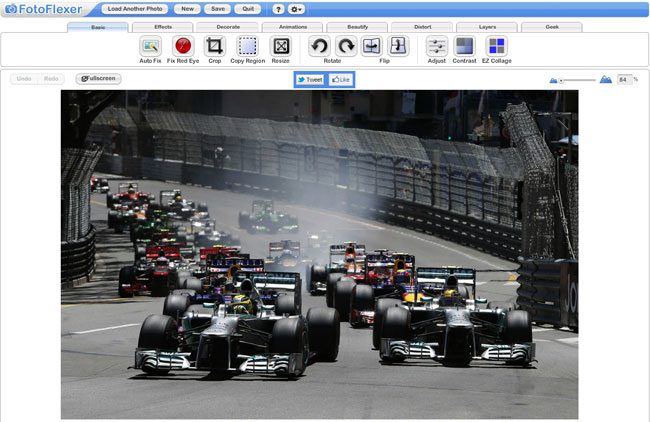 FotoFlexer Load Another Photo New Save Quit ?
Basic Effects Decorate Animations Beautify Distort Layers Geek
Auto Fix Fix Red Eye Crop Copy Region Resize Rotate Flip Adjust Contrast EZ Collage
Undo Redo Fullscreen Tweet Like 84 %